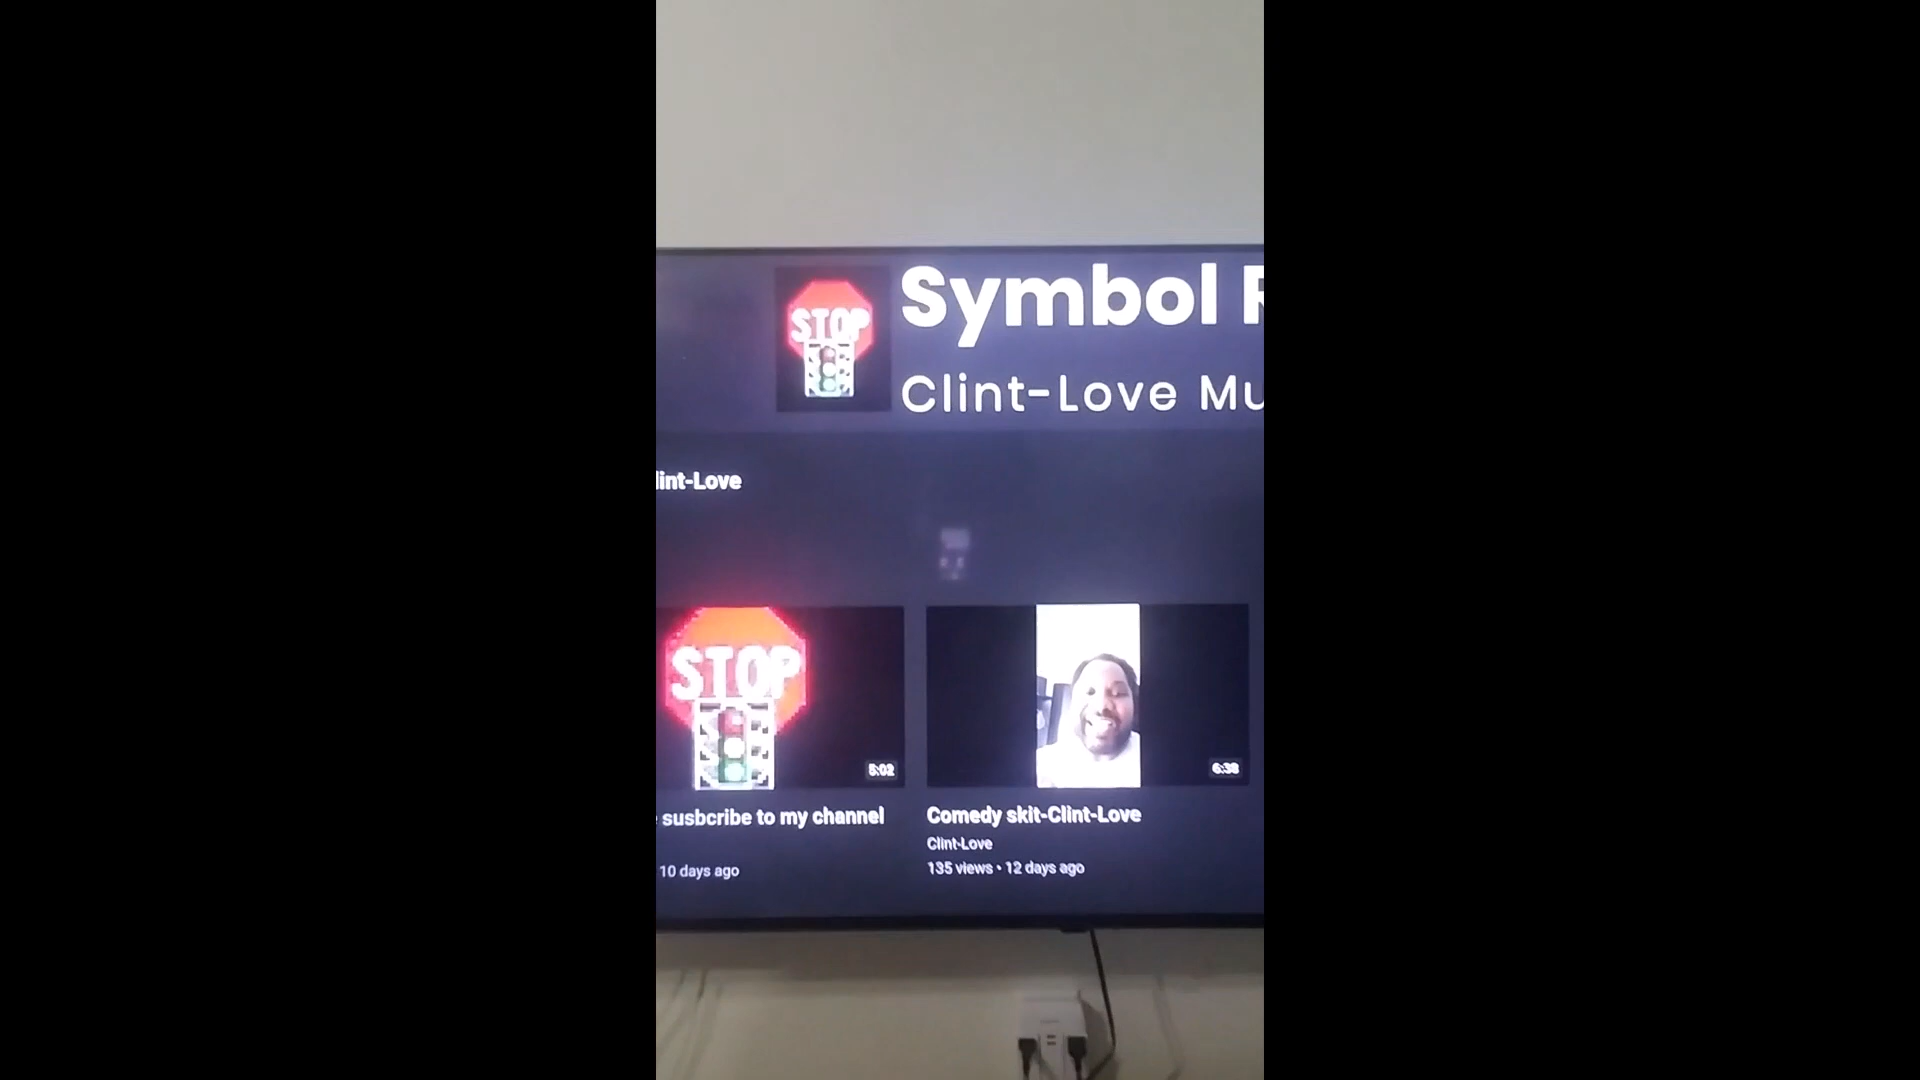 STOP
Symbol
Clint-Love Mu
lint-Love
STOP
5:02
6:38
susbcribe to my channel
Comedy skit-Clint-Love
Clint-Love
10 days ago
135 views • 12 days ago